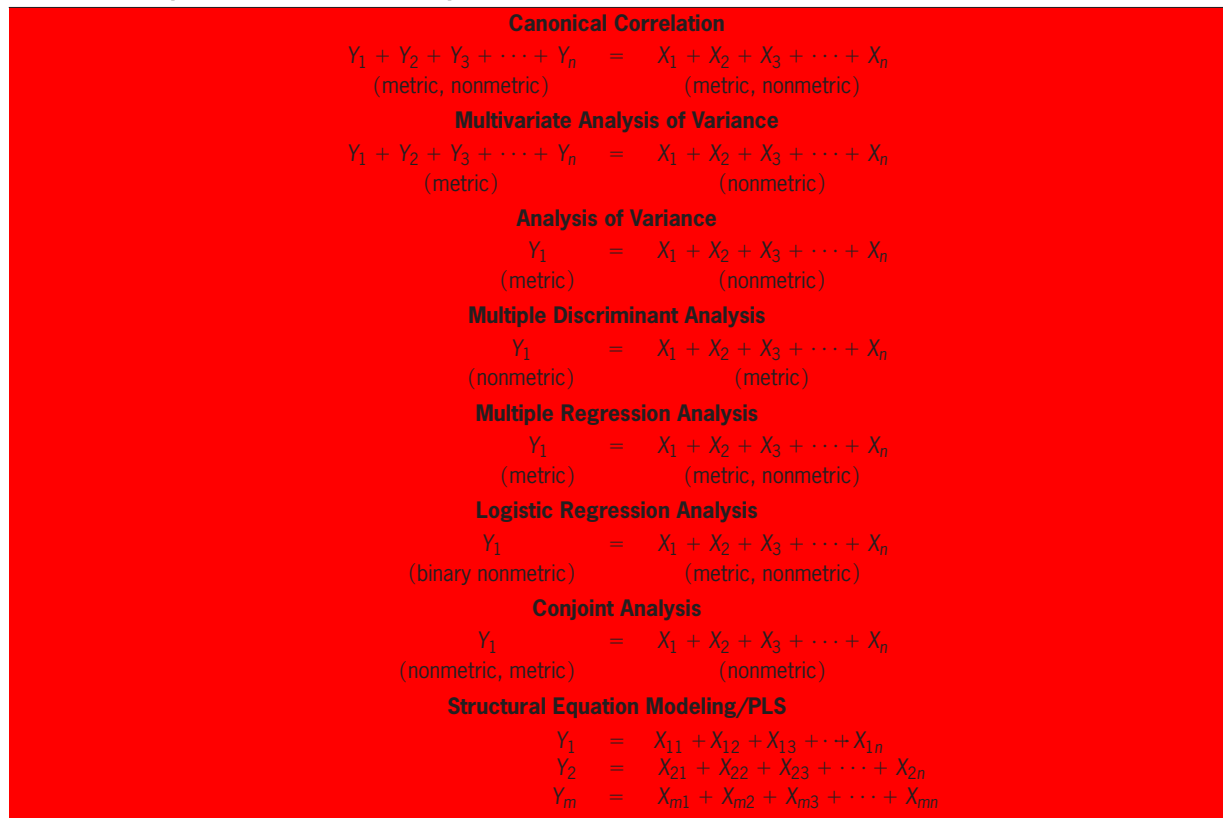 Canonical Correlation
Y₁ + Y₂ + Y₃ + · · · + Yₙ = X₁ + X₂ + X₃ + · · · + Xₙ
(metric, nonmetric) (metric, nonmetric)
Multivariate Analysis of Variance
Y₁ + Y₂ + Y₃ + · · · + Yₙ = X₁ + X₂ + X₃ + · · · + Xₙ
(metric) (nonmetric)
Analysis of Variance
Y₁ = X₁ + X₂ + X₃ + · · · + Xₙ
(metric) (nonmetric)
Multiple Discriminant Analysis
Y₁ = X₁ + X₂ + X₃ + · · · + Xₙ
(nonmetric) (metric)
Multiple Regression Analysis
Y₁ = X₁ + X₂ + X₃ + · · · + Xₙ
(metric) (metric, nonmetric)
Logistic Regression Analysis
Y₁ = X₁ + X₂ + X₃ + · · · + Xₙ
(binary nonmetric) (metric, nonmetric)
Conjoint Analysis
Y₁ = X₁ + X₂ + X₃ + · · · + Xₙ
(nonmetric, metric) (nonmetric)
Structural Equation Modeling/PLS
Y₁ = X₁₁ + X₁₂ + X₁₃ + · · + X₁ₙ
Y₂ = X₂₁ + X₂₂ + X₂₃ + · · · + X₂ₙ
Yₘ = Xₘ₁ + Xₘ₂ + Xₘ₃ + · · · + Xₘₙ